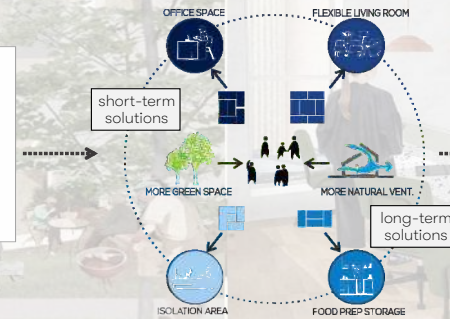 OFFICE SPACE
FLEXIBLE LIVING ROOM
short-term
solutions
MORE GREEN SPACE
MORE NATURAL VENT.
long-term
solutions
ISOLATION AREA
FOOD PREP STORAGE